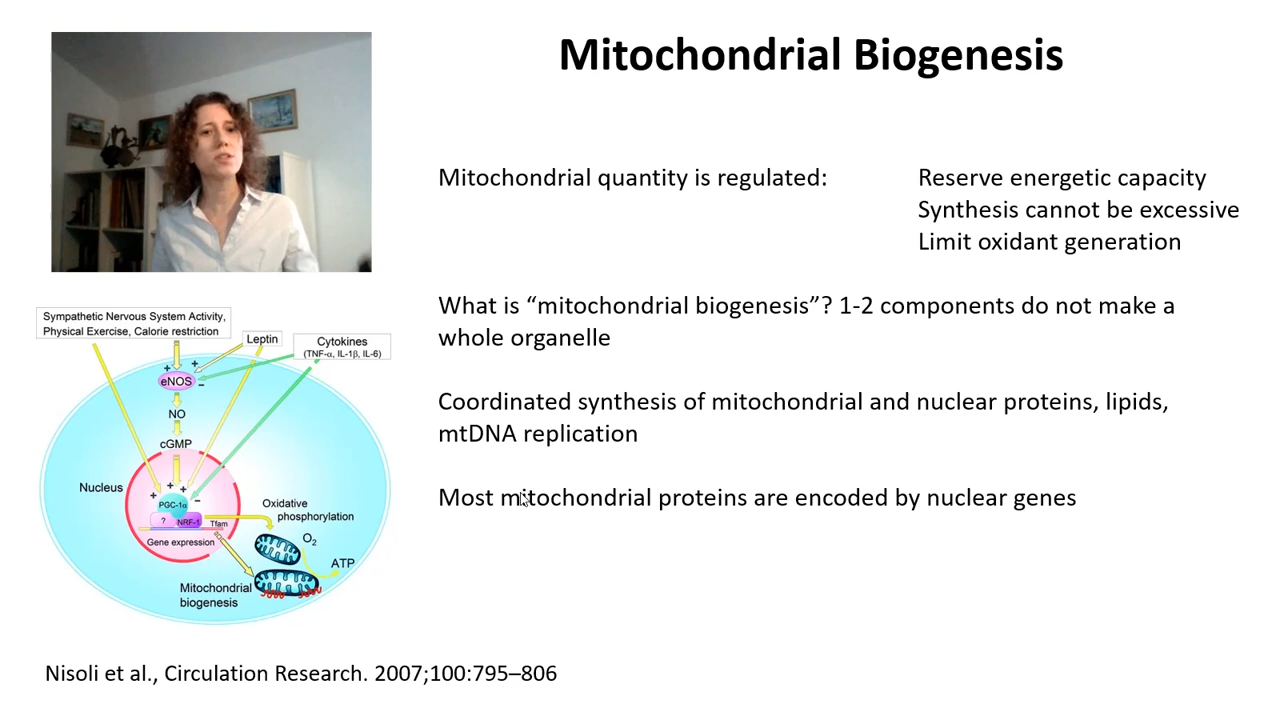 Mitochondrial Biogenesis
Mitochondrial quantity is regulated:
Reserve energetic capacity
Synthesis cannot be excessive
Limit oxidant generation
What is “mitochondrial biogenesis”? 1-2 components do not make a
whole organelle
Coordinated synthesis of mitochondrial and nuclear proteins, lipids,
mtDNA replication
Most mitochondrial proteins are encoded by nuclear genes
Sympathetic Nervous System Activity,
Physical Exercise, Calorie restriction
Leptin
Cytokines
(TNF-α, IL-1β, IL-6)
+ +
eNOS −
NO
cGMP
Nucleus
+ + + −
PGC-1α
? NRF-1 Tfam
Gene expression
Oxidative
phosphorylation
O2
ATP
Mitochondrial
biogenesis
Nisoli et al., Circulation Research. 2007;100:795–806